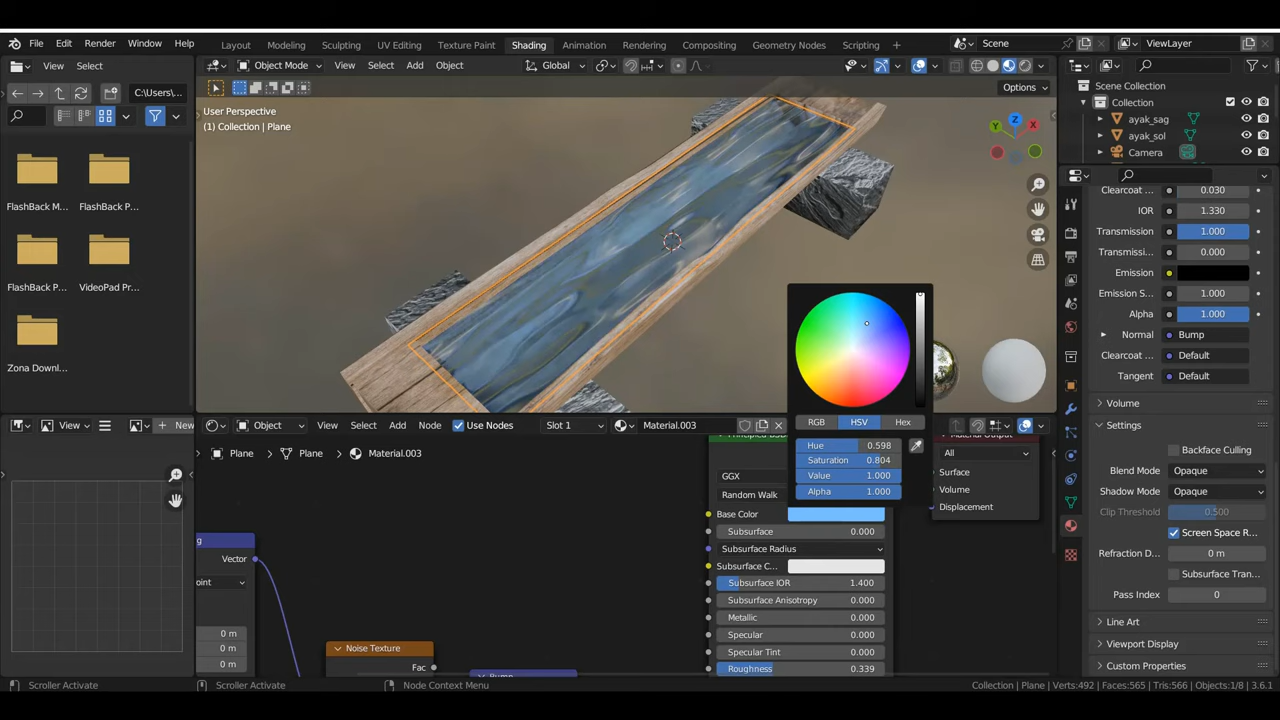 File Edit Render Window Help Layout Modeling Sculpting UV Editing Texture Paint Shading Animation Rendering Compositing Geometry Nodes Scripting + Scene ViewLayer
View Select Object Mode View Select Add Object Global
C:\Users\... Options
User Perspective
(1) Collection | Plane
Scene Collection
Collection
ayak_sag
ayak_sol
Camera
X
Y
Z
FlashBack M...
FlashBack P...
FlashBack P...
VideoPad Pr...
Zona Downl...
Clearcoat ... 0.030
IOR 1.330
Transmission 1.000
Transmissi... 0.000
Emission
Emission S... 1.000
Alpha 1.000
Normal Bump
Clearcoat ... Default
Tangent Default
Volume
Settings
Backface Culling
Blend Mode Opaque
Shadow Mode Opaque
Clip Threshold 0.500
Screen Space R...
Refraction D... 0 m
Subsurface Tran...
Pass Index 0
Line Art
Viewport Display
Custom Properties
RGB HSV Hex
Hue 0.598
Saturation 0.804
Value 1.000
Alpha 1.000
View New
Object View Select Add Node Use Nodes Slot 1 Material.003
Plane Plane Material.003
All
Surface
Volume
Displacement
GGX
Random Walk
Base Color
Subsurface 0.000
Subsurface Radius
Subsurface C...
Subsurface IOR 1.400
Subsurface Anisotropy 0.000
Metallic 0.000
Specular 0.000
Specular Tint 0.000
Roughness 0.339
Vector
0 m
0 m
0 m
Noise Texture
Fac
Scroller Activate Scroller Activate Node Context Menu Collection | Plane Verts:492 Faces:565 Tris:566 Objects:1/8 3.6.1